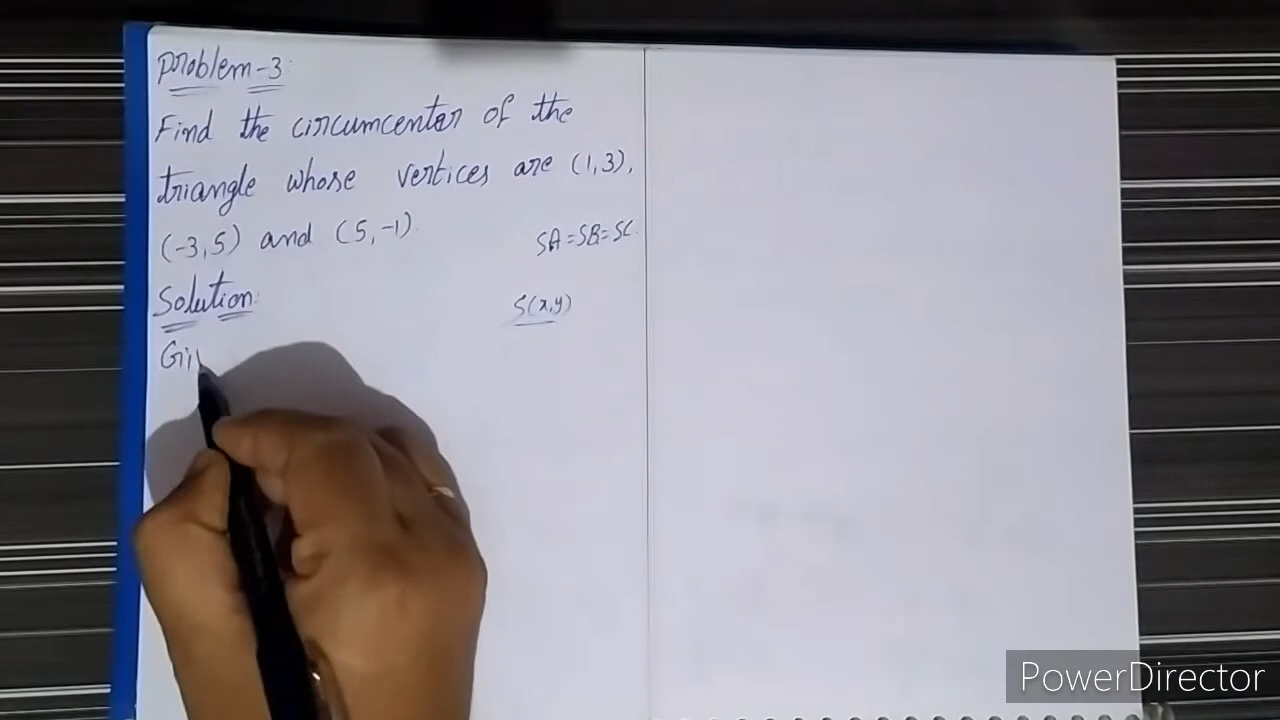 Problem-3:
Find the circumcenter of the
triangle whose vertices are (1,3),
(-3,5) and (5,-1).
SA=SB=SC.
Solution:
S(x,y)
Giv
PowerDirector